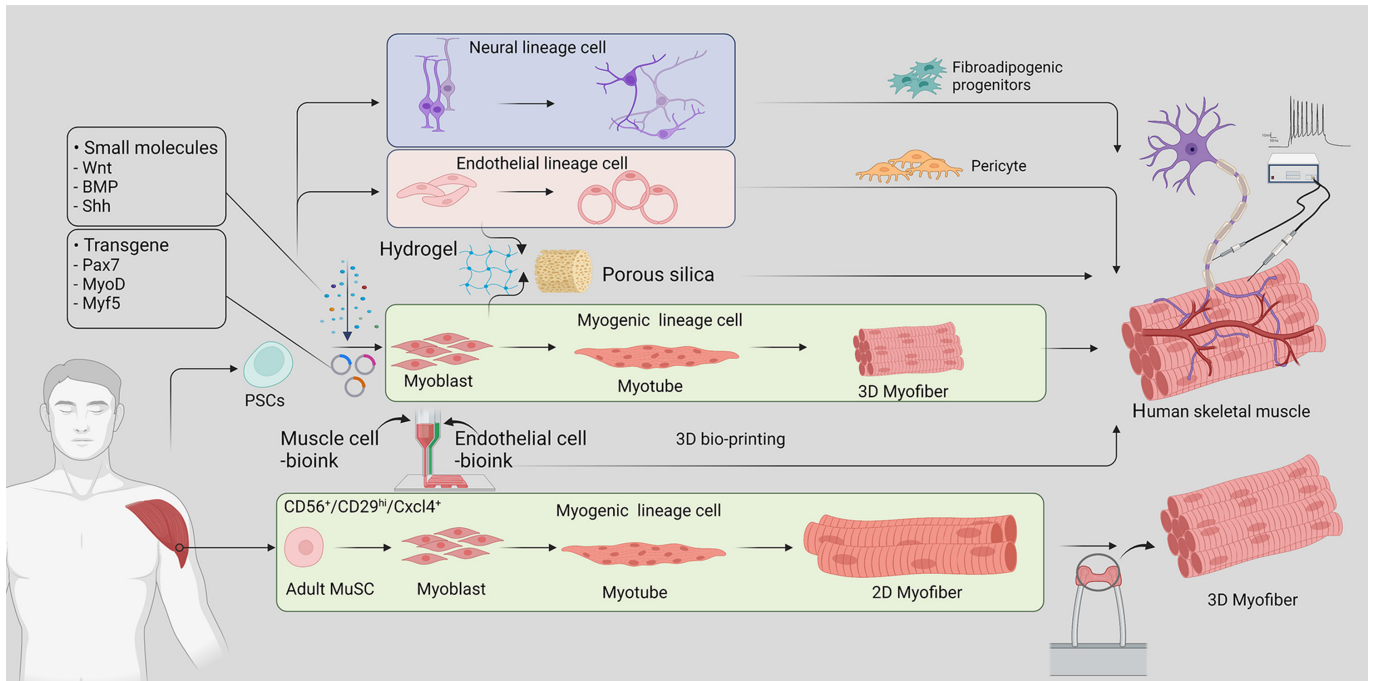 Neural lineage cell
Fibroadipogenic
progenitors
• Small molecules
- Wnt
- BMP
- Shh
Endothelial lineage cell
Pericyte
• Transgene
- Pax7
- MyoD
- Myf5
Hydrogel
Porous silica
Myogenic lineage cell
Myoblast
Myotube
3D Myofiber
PSCs
Human skeletal muscle
Muscle cell
-bioink
Endothelial cell
-bioink
3D bio-printing
CD56⁺/CD29ʰⁱ/Cxcl4⁺
Myogenic lineage cell
Adult MuSC
Myoblast
Myotube
2D Myofiber
3D Myofiber